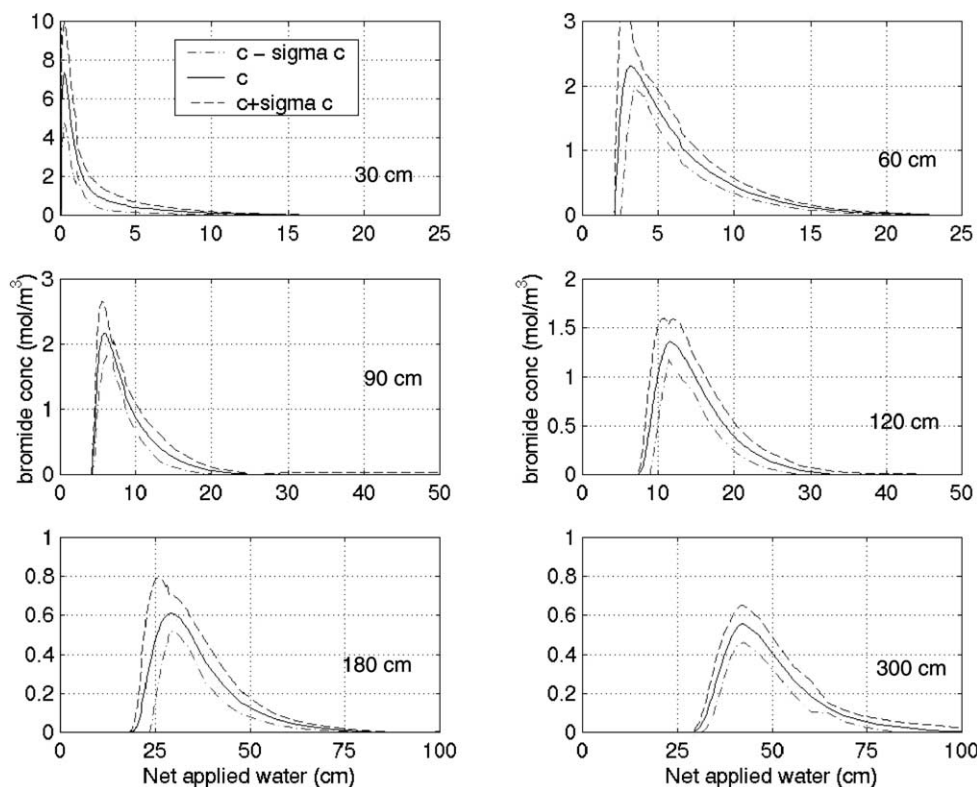 10
8
6
4
2
0
0 5 10 15 20 25
c – sigma c
c
c+sigma c
30 cm
3
2
1
0
0 5 10 15 20 25
60 cm
bromide conc (mol/m³)
3
2
1
0
0 10 20 30 40 50
90 cm
bromide conc (mol/m³)
2
1.5
1
0.5
0
0 10 20 30 40 50
120 cm
1
0.8
0.6
0.4
0.2
0
0 25 50 75 100
180 cm
Net applied water (cm)
1
0.8
0.6
0.4
0.2
0
0 25 50 75 100
300 cm
Net applied water (cm)